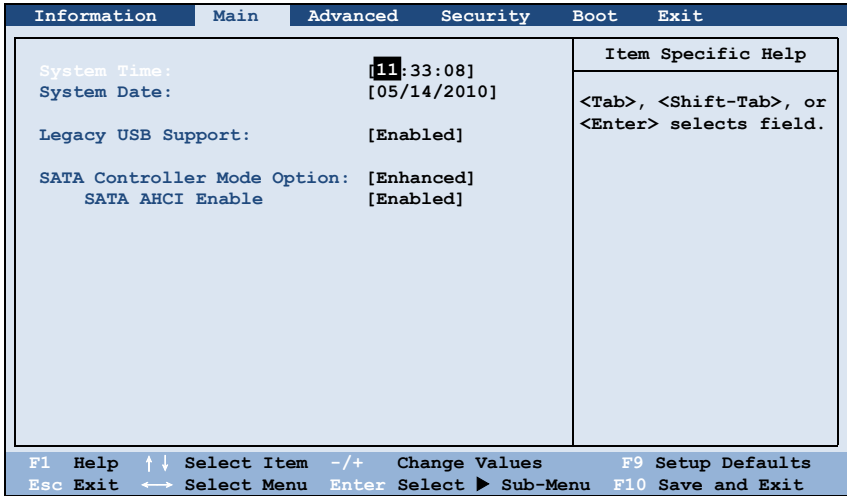 Information Main Advanced Security Boot Exit
System Time: [11:33:08]
System Date: [05/14/2010]
Legacy USB Support: [Enabled]
SATA Controller Mode Option: [Enhanced]
SATA AHCI Enable [Enabled]
Item Specific Help
<Tab>, <Shift-Tab>, or
<Enter> selects field.
F1 Help ↑↓ Select Item -/+ Change Values F9 Setup Defaults
Esc Exit ←→ Select Menu Enter Select ▶ Sub-Menu F10 Save and Exit